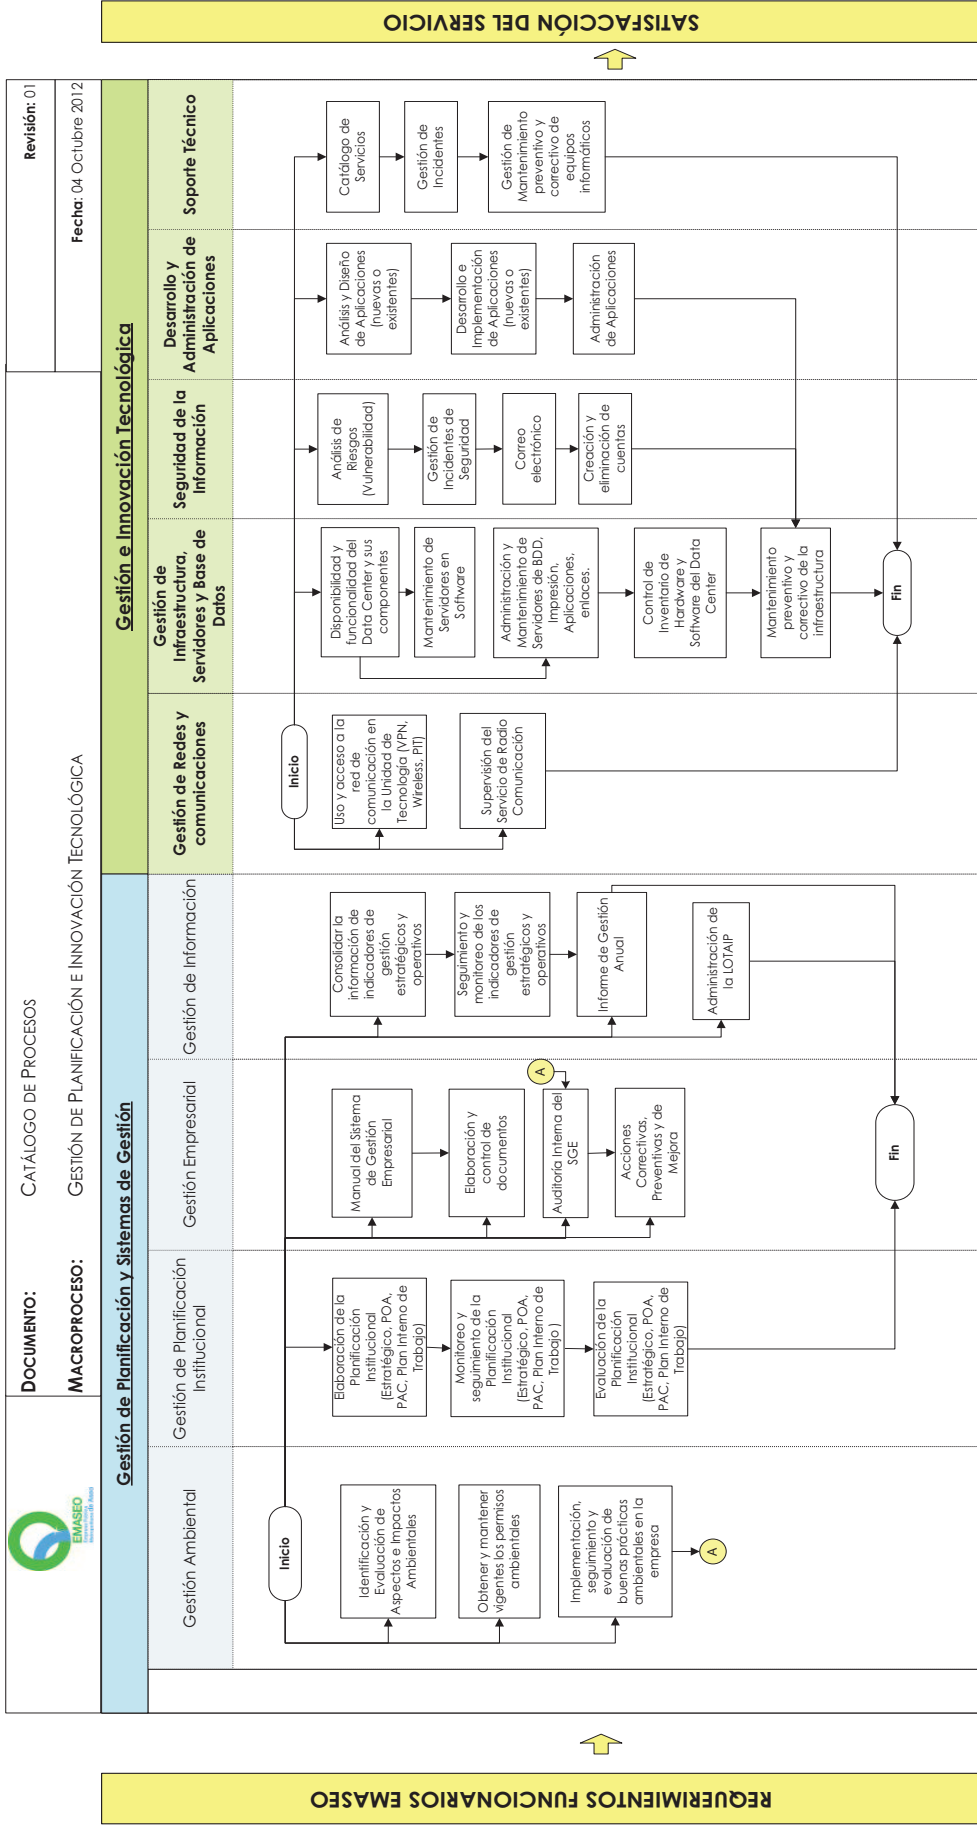 EMASEO
DOCUMENTO:
CATÁLOGO DE PROCESOS
Revisión: 01
MACROPROCESO:
GESTIÓN DE PLANIFICACIÓN E INNOVACIÓN TECNOLÓGICA
Fecha: 04 Octubre 2012
REQUERIMIENTOS FUNCIONARIOS EMASEO
Gestión de Planificación y Sistemas de Gestión
Gestión e Innovación Tecnológica
Gestión Ambiental
Gestión de Planificación
Institucional
Gestión Empresarial
Gestión de Información
Gestión de Redes y
comunicaciones
Gestión de
Infraestructura,
Servidores y Base de
Datos
Seguridad de la
Información
Desarrollo y
Administración de
Aplicaciones
Soporte Técnico
Inicio
Identificación y
Evaluación de
Aspectos e Impactos
Ambientales
Obtener y mantener
vigentes los permisos
ambientales
Implementación,
seguimiento y
evaluación de
buenas prácticas
ambientales en la
empresa
A
Elaboración de la
Planificación
Institucional
(Estratégico, POA,
PAC, Plan Interno de
Trabajo)
Monitoreo y
seguimiento de la
Planificación
Institucional
(Estratégico, POA,
PAC, Plan Interno de
Trabajo )
Evaluación de la
Planificación
Institucional
(Estratégico, POA,
PAC, Plan Interno de
Trabajo)
Manual del Sistema
de Gestión
Empresarial
Elaboración y
control de
documentos
A
Auditoría Interna del
SGE
Acciones
Correctivas,
Preventivas y de
Mejora
Consolidar la
información de
indicadores de
gestión
estratégicos y
operativos
Seguimiento y
monitoreo de los
indicadores de
gestión
estratégicos y
operativos
Informe de Gestión
Anual
Administración de
la LOTAIP
Fin
Inicio
Uso y acceso a la
red de
comunicación en
la Unidad de
Tecnología (VPN,
Wireless, PIT)
Supervisión del
Servicio de Radio
Comunicación
Disponibilidad y
funcionalidad del
Data Center y sus
componentes
Mantenimiento de
Servidores en
Software
Administración y
Mantenimiento de
Servidores de BDD,
Impresión,
Aplicaciones,
enlaces.
Control de
Inventario de
Hardware y
Software del Data
Center
Mantenimiento
preventivo y
correctivo de la
infraestructura
Fin
Análisis de
Riesgos
(Vulnerabilidad)
Gestión de
Incidentes de
Seguridad
Correo
electrónico
Creación y
eliminación de
cuentas
Análisis y Diseño
de Aplicaciones
(nuevas o
existentes)
Desarrollo e
Implementación
de Aplicaciones
(nuevas o
existentes)
Administración
de Aplicaciones
Catálogo de
Servicios
Gestión de
Incidentes
Gestión de
Mantenimiento
preventivo y
correctivo de
equipos
informáticos
SATISFACCCIÓN DEL SERVICIO